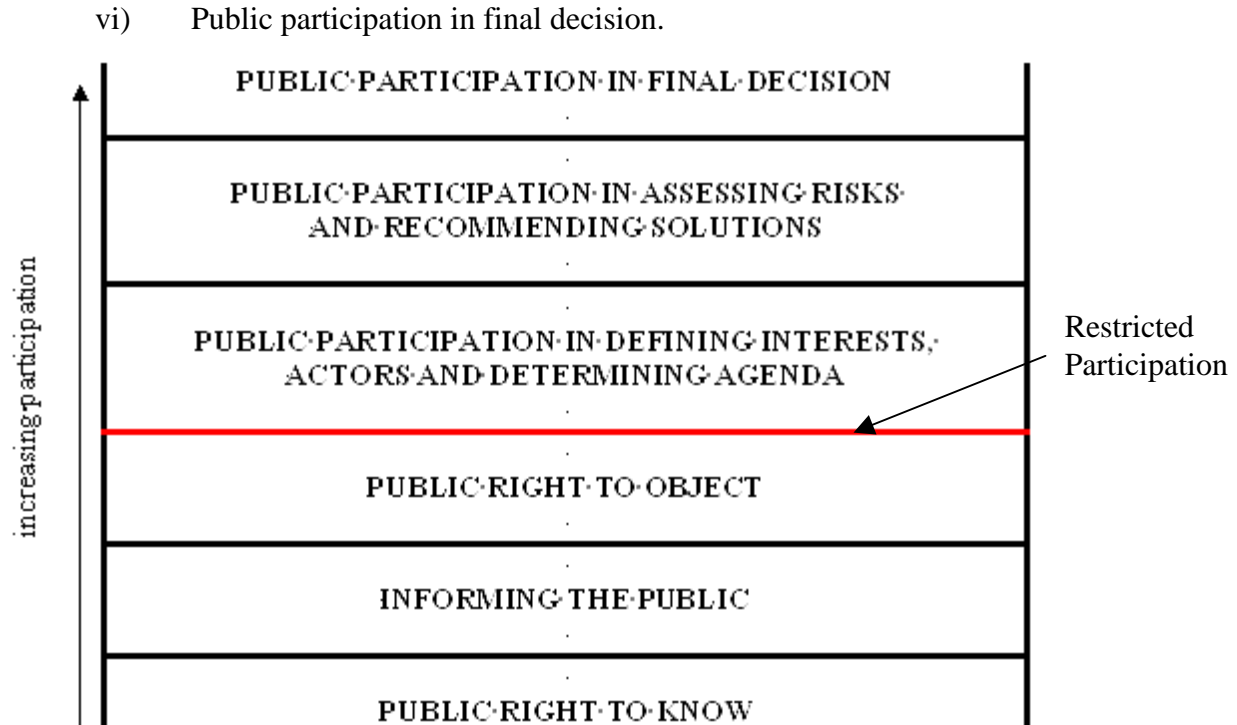 vi) Public participation in final decision.
PUBLIC·PARTICIPATION·IN·FINAL·DECISION
PUBLIC·PARTICIPATION·IN·ASSESSING·RISKS·
AND·RECOMMENDING·SOLUTIONS
PUBLIC·PARTICIPATION·IN·DEFINING·INTERESTS,·
ACTORS·AND·DETERMINING·AGENDA
Restricted
Participation
PUBLIC·RIGHT·TO·OBJECT
INFORMING·THE·PUBLIC
PUBLIC·RIGHT·TO·KNOW
increasing·participation